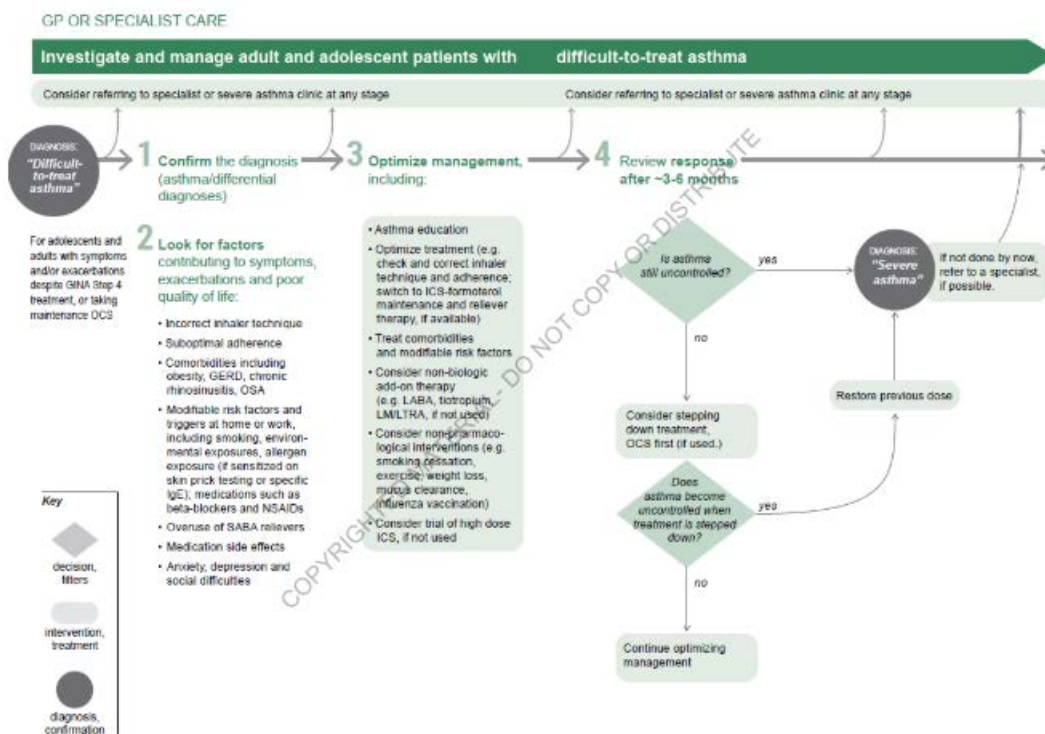 GP OR SPECIALIST CARE
Investigate and manage adult and adolescent patients with difficult-to-treat asthma
Consider referring to specialist or severe asthma clinic at any stage
Consider referring to specialist or severe asthma clinic at any stage
DIAGNOSIS:
"Difficult-
to-treat
asthma"
For adolescents and
adults with symptoms
and/or exacerbations
despite GINA Step 4
treatment, or taking
maintenance OCS
1 Confirm the diagnosis
(asthma/differential
diagnoses)
2 Look for factors
contributing to symptoms,
exacerbations and poor
quality of life:
• Incorrect inhaler technique
• Suboptimal adherence
• Comorbidities including
obesity, GERD, chronic
rhinosinusitis, OSA
• Modifiable risk factors and
triggers at home or work,
including smoking, environ-
mental exposures, allergen
exposure (if sensitized on
skin prick testing or specific
IgE); medications such as
beta-blockers and NSAIDs
• Overuse of SABA relievers
• Medication side effects
• Anxiety, depression and
social difficulties
3 Optimize management,
including:
• Asthma education
• Optimize treatment (e.g.
check and correct inhaler
technique and adherence;
switch to ICS-formoterol
maintenance and reliever
therapy, if available)
• Treat comorbidities
and modifiable risk factors
• Consider non-biologic
add-on therapy
(e.g. LABA, tiotropium,
LM/LTRA, if not used)
• Consider non-pharmaco-
logical interventions (e.g.
smoking cessation,
exercise, weight loss,
mucus clearance,
influenza vaccination)
• Consider trial of high dose
ICS, if not used
4 Review response
after ~3-6 months
Is asthma
still uncontrolled?
yes
no
DIAGNOSIS:
"Severe
asthma"
If not done by now,
refer to a specialist,
if possible.
Consider stepping
down treatment,
OCS first (if used.)
Restore previous dose
Does
asthma become
uncontrolled when
treatment is stepped
down?
yes
no
Continue optimizing
management
Key
decision,
filters
intervention,
treatment
diagnosis,
confirmation
COPYRIGHTED MATERIAL- DO NOT COPY OR DISTRIBUTE